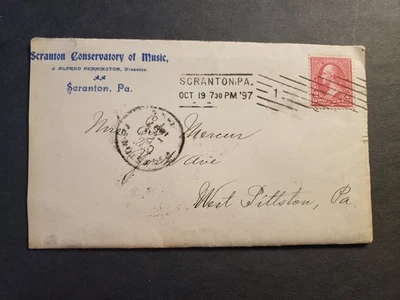 Scranton Conservatory of Music,
J. ALFRED PENNINGTON, Director.
Scranton, Pa.
SCRANTON, PA.
OCT 19 730 PM '97
1
Mercur
Ave
West Pittston, Pa.